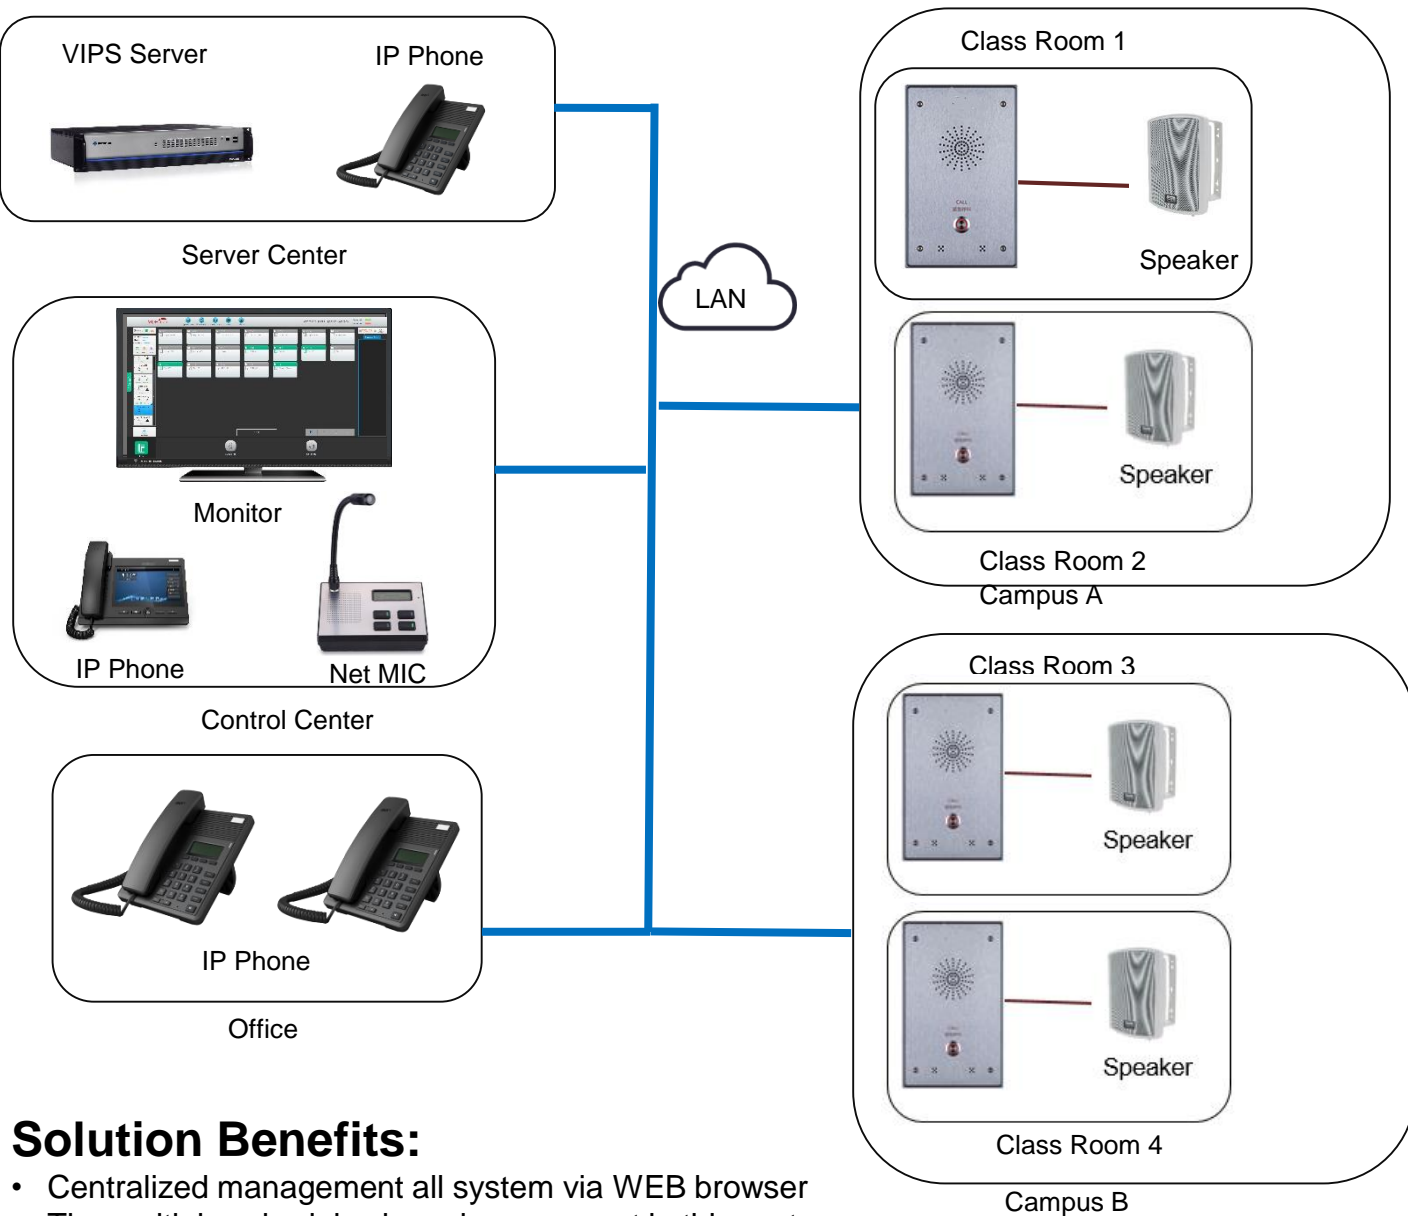 VIPS Server
IP Phone
Server Center
Monitor
IP Phone
Net MIC
Control Center
IP Phone
Office
LAN
Class Room 1
CALL
Speaker
CALL
Speaker
Class Room 2
Campus A
Class Room 3
Speaker
Speaker
Class Room 4
Campus B
Solution Benefits:
• Centralized management all system via WEB browser